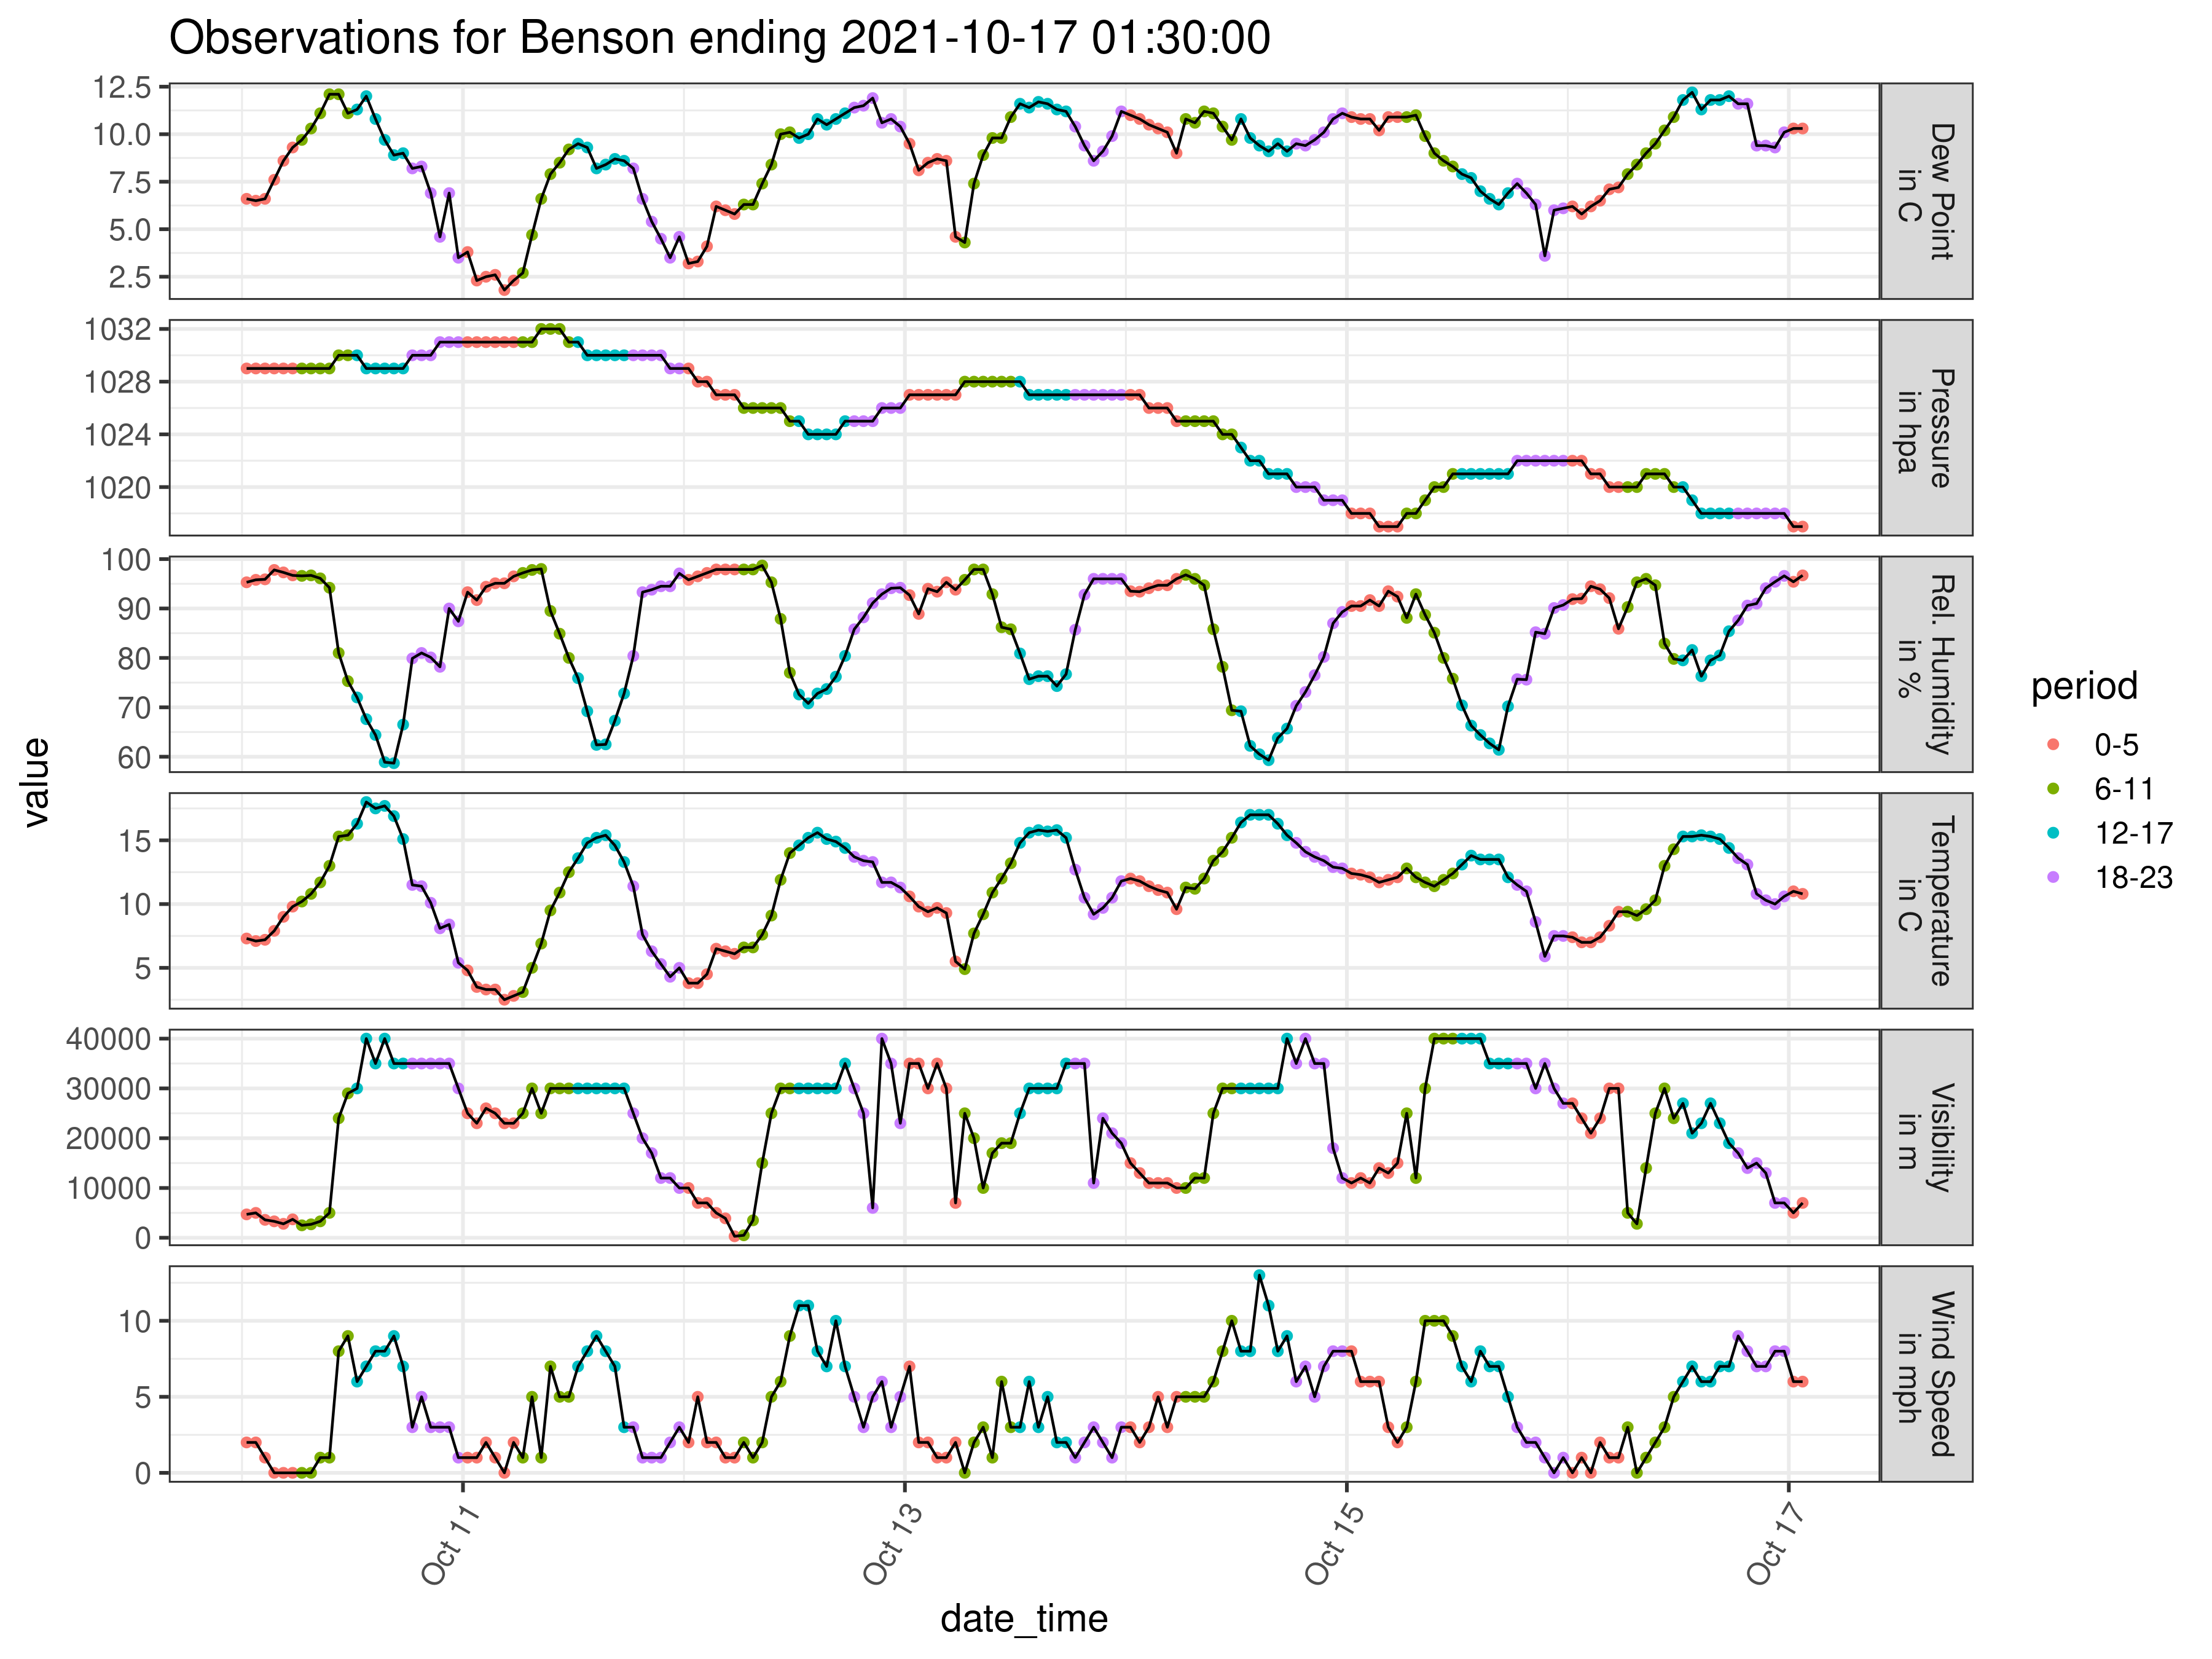 Observations for Benson ending 2021-10-17 01:30:00
value
12.5
10.0
7.5
5.0
2.5
Dew Point
in C
1032
1028
1024
1020
Pressure
in hpa
100
90
80
70
60
Rel. Humidity
in %
15
10
5
Temperature
in C
40000
30000
20000
10000
0
Visibility
in m
10
5
0
Wind Speed
in mph
Oct 11
Oct 13
Oct 15
Oct 17
date_time
period
0-5
6-11
12-17
18-23